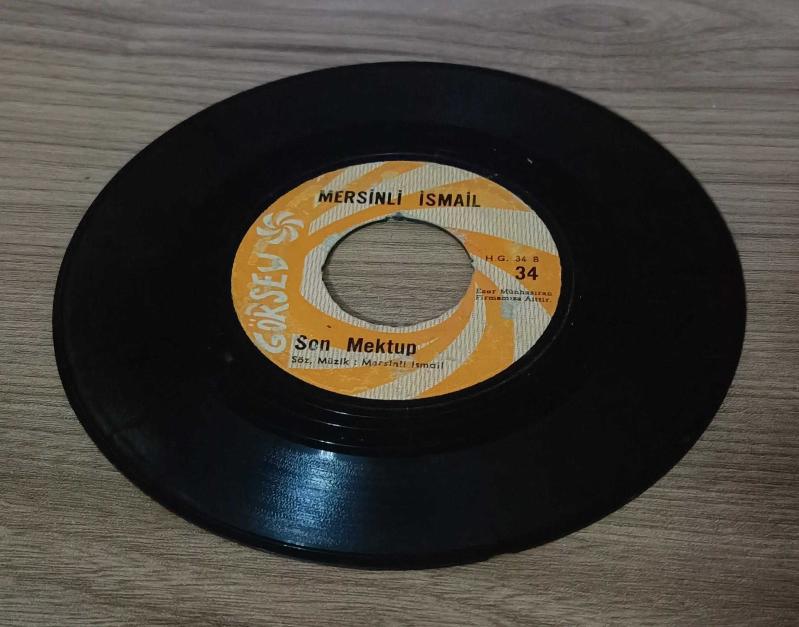 MERSİNLİ İSMAİL
GÖRSEV
H.G. 34 B
34
Eser Münhasıran
Firmamıza Aittir.
Son Mektup
Söz, Müzik : Mersinli İsmail